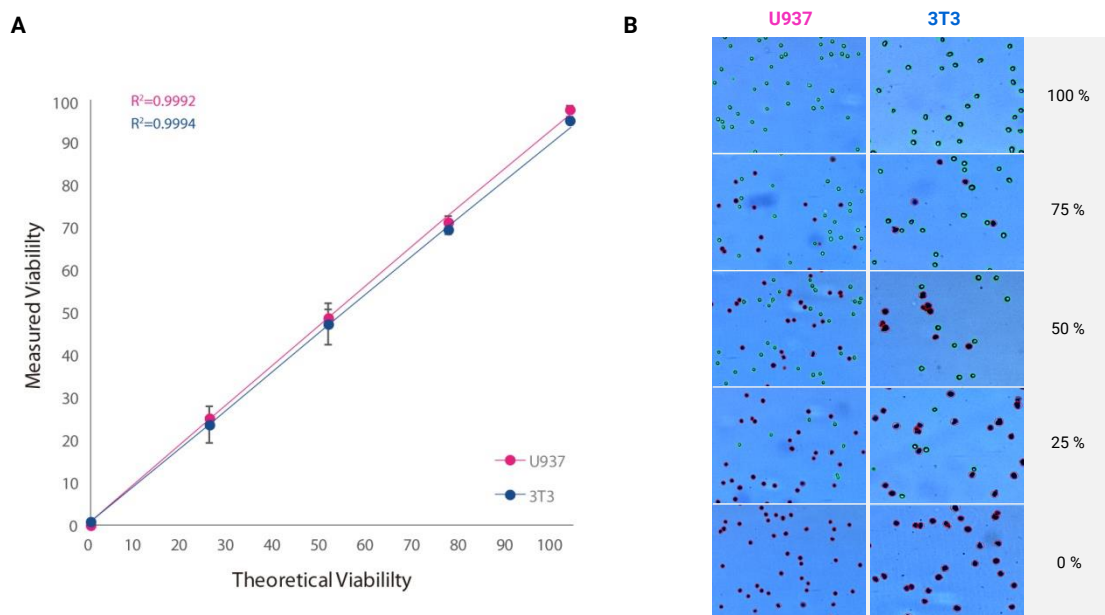 A
R²=0.9992
R²=0.9994
100
90
80
70
60
50
40
30
20
10
0
0 10 20 30 40 50 60 70 80 90 100
Measured Viabililty
Theoretical Viabililty
U937
3T3
B
U937 3T3
100 %
75 %
50 %
25 %
0 %